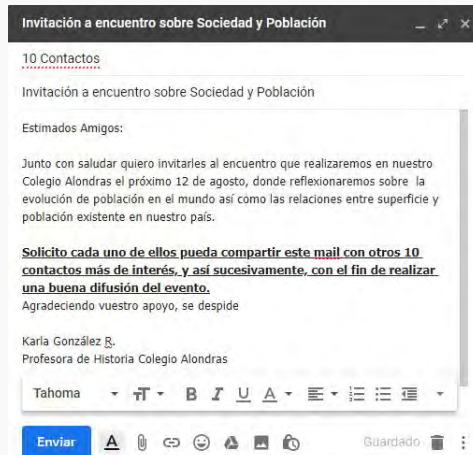 Invitación a encuentro sobre Sociedad y Población
10 Contactos
Invitación a encuentro sobre Sociedad y Población
Estimados Amigos:
Junto con saludar quiero invitarles al encuentro que realizaremos en nuestro
Colegio Alondras el próximo 12 de agosto, donde reflexionaremos sobre la
evolución de población en el mundo así como las relaciones entre superficie y
población existente en nuestro país.
Solicito cada uno de ellos pueda compartir este mail con otros 10
contactos más de interés, y así sucesivamente, con el fin de realizar
una buena difusión del evento.
Agradeciendo vuestro apoyo, se despide
Karla González R.
Profesora de Historia Colegio Alondras
Tahoma B I U A
Enviar A Guardado